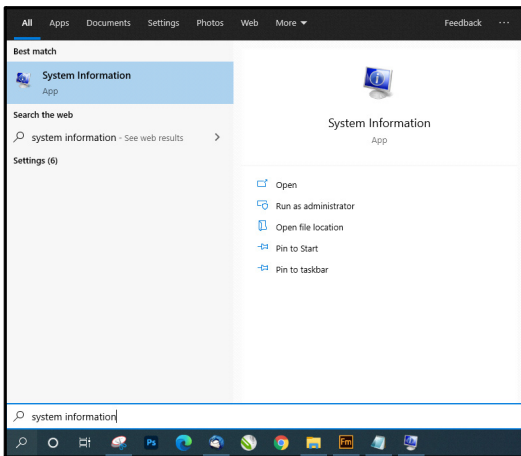 All Apps Documents Settings Photos Web More Feedback ...
Best match
System Information
App
Search the web
system information - See web results
Settings (6)
System Information
App
Open
Run as administrator
Open file location
Pin to Start
Pin to taskbar
system information
Ps Fm